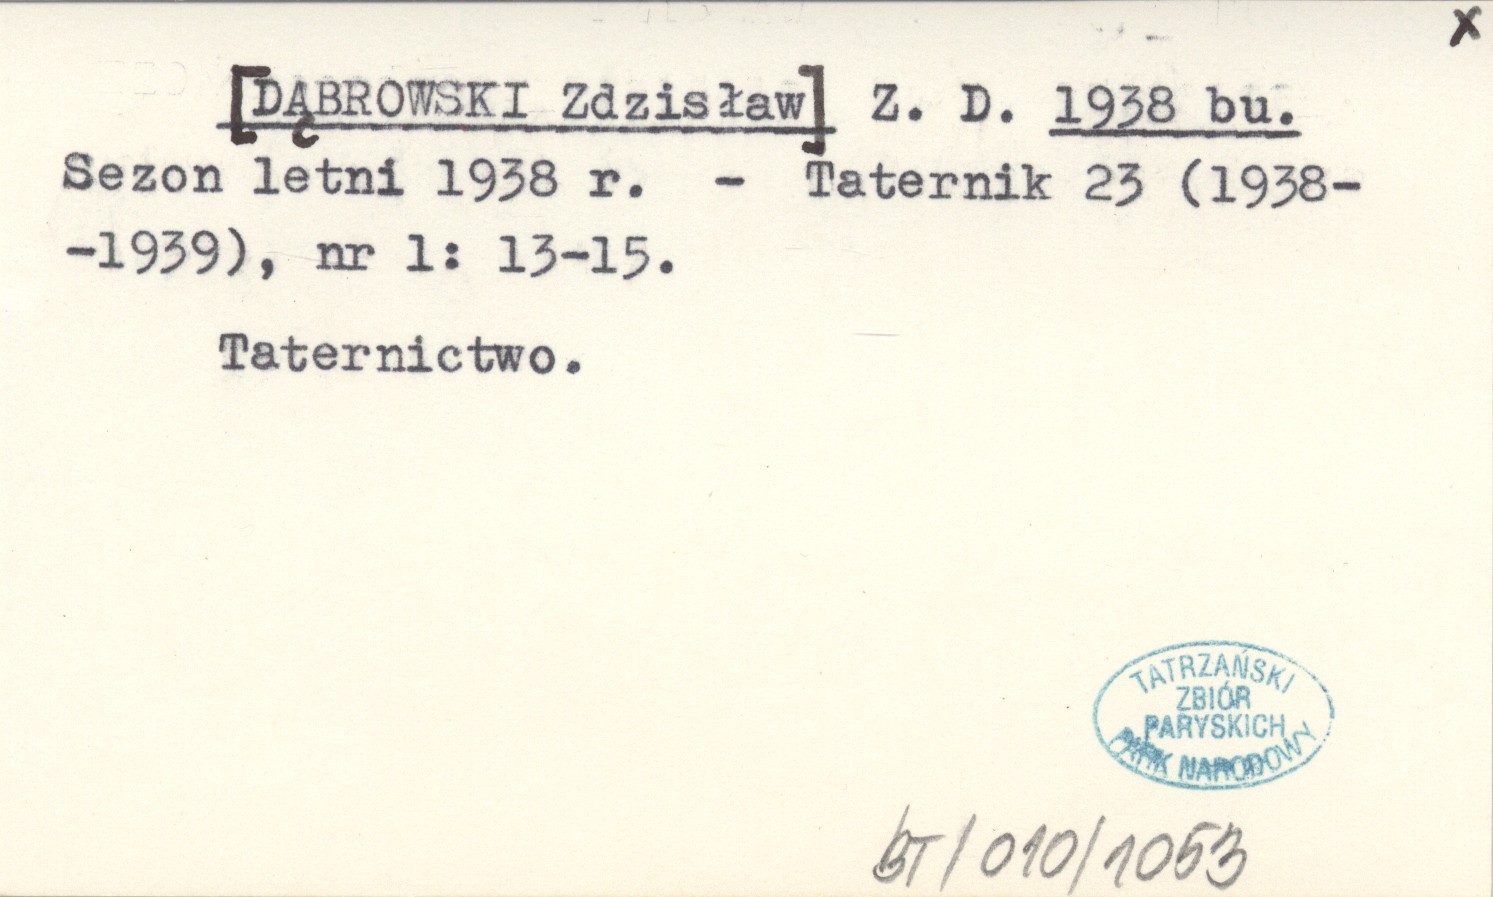 x
[DĄBROWSKI Zdzisław] Z. D. 1938 bu.
Sezon letni 1938 r. - Taternik 23 (1938-
-1939), nr 1: 13-15.
Taternictwo.
TATRZAŃSKI
ZBIÓR
PARYSKICH
PARK NARODOWY
BT/010/1053